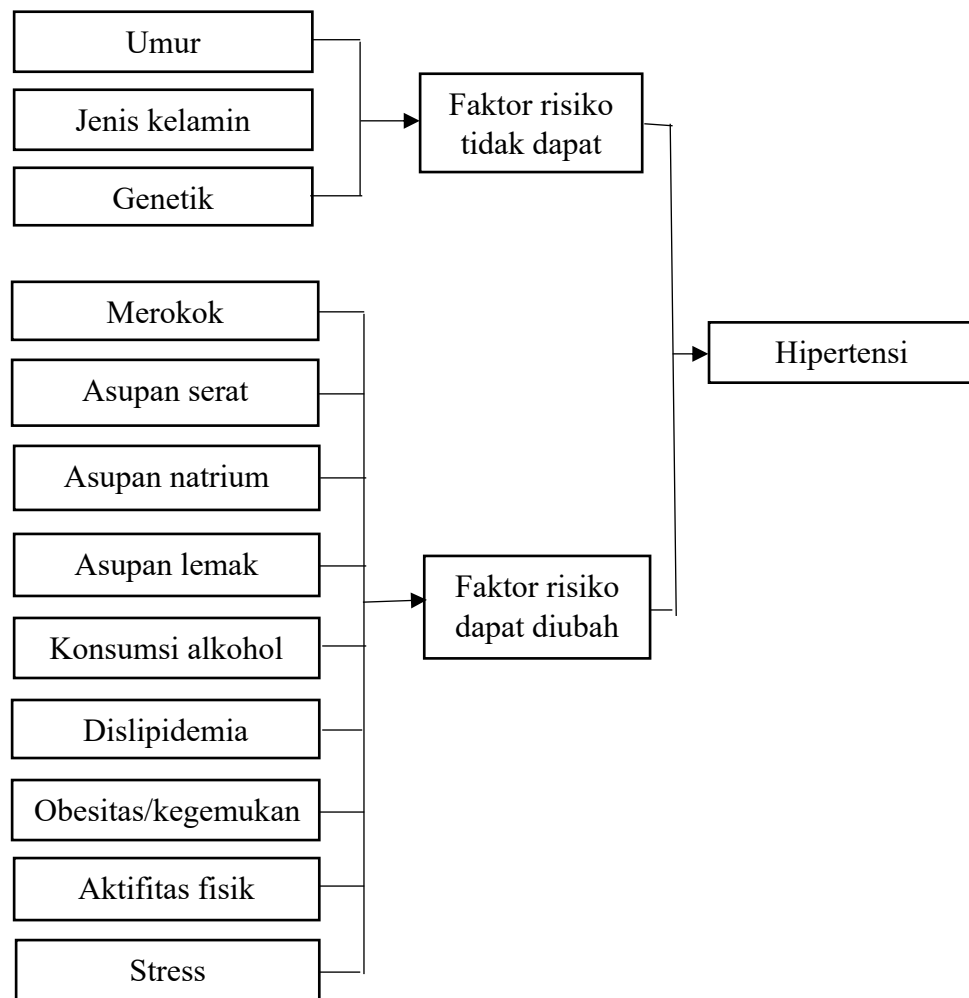 Umur
Jenis kelamin
Genetik
Faktor risiko
tidak dapat
Merokok
Asupan serat
Asupan natrium
Asupan lemak
Konsumsi alkohol
Dislipidemia
Obesitas/kegemukan
Aktifitas fisik
Stress
Faktor risiko
dapat diubah
Hipertensi